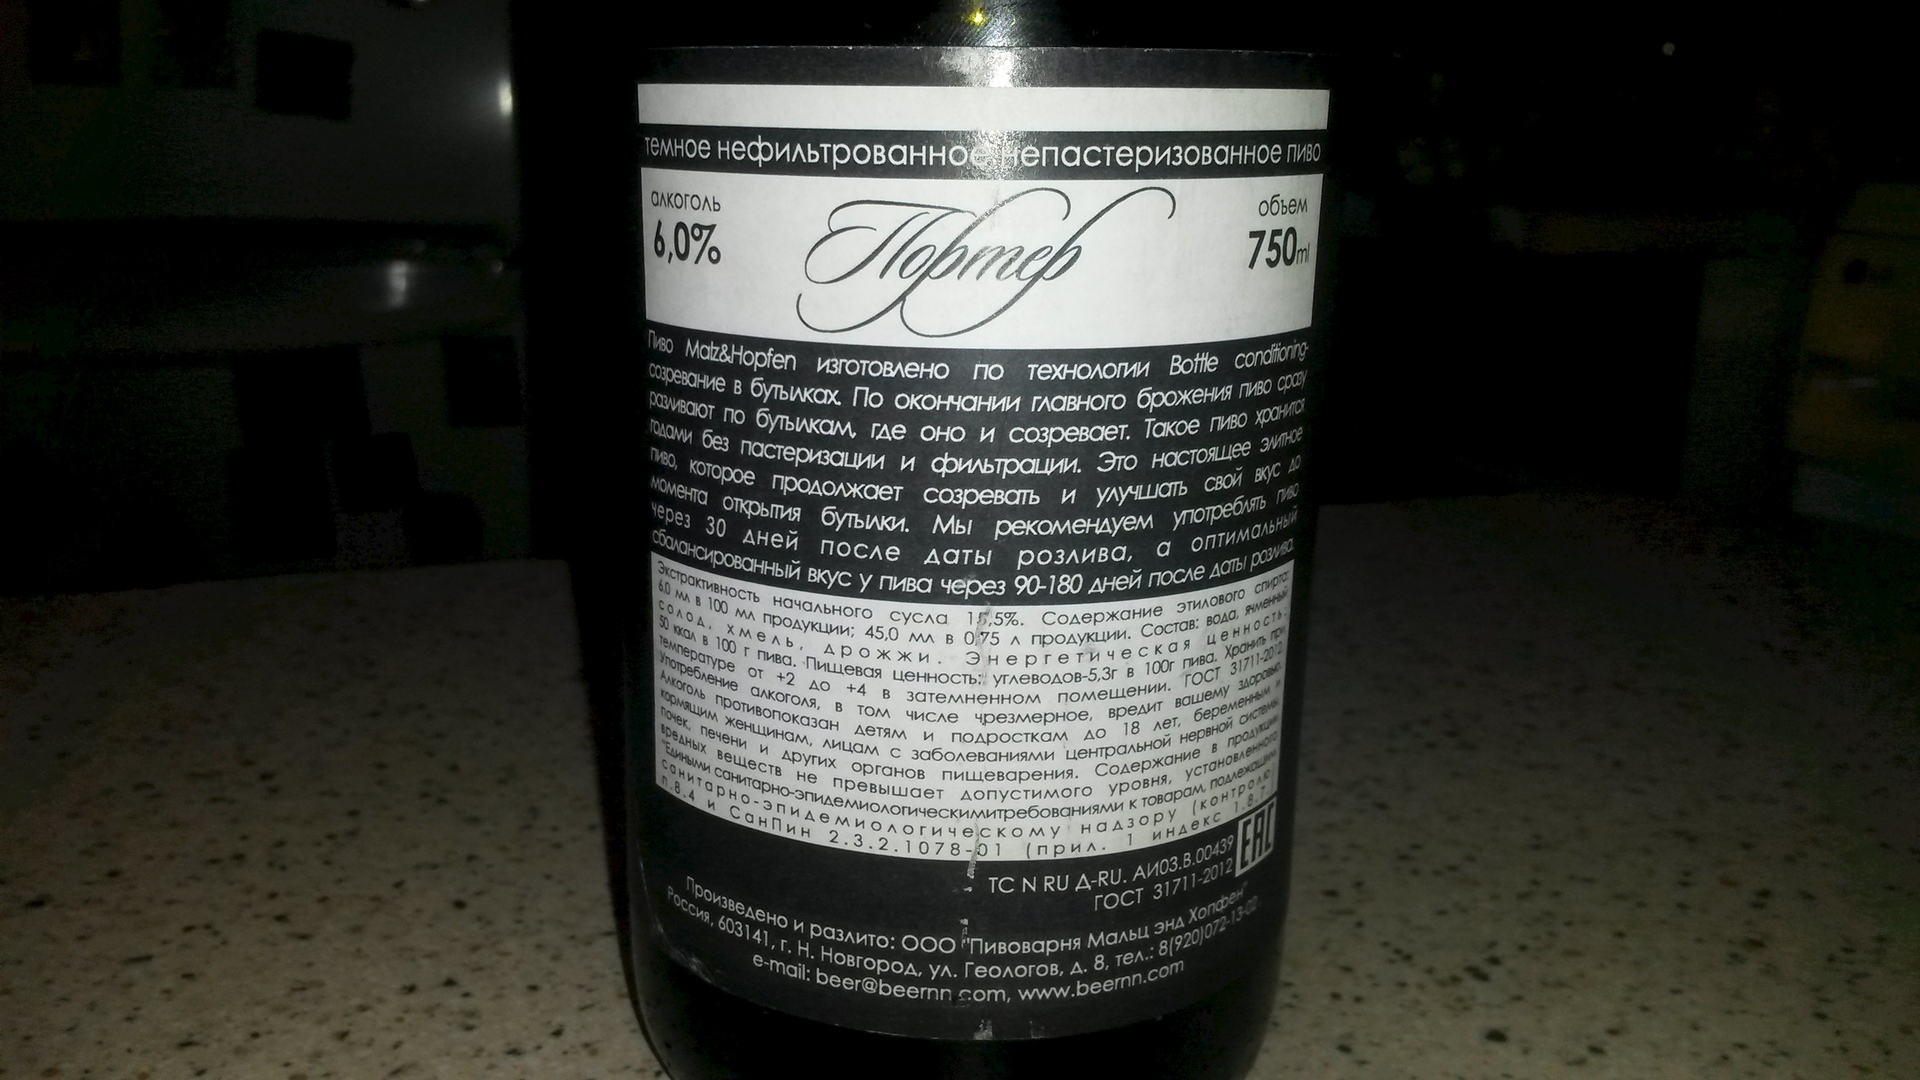 темное нефильтрованное непастеризованное пиво
алкоголь
6,0%
Портер
объем
750ml
Пиво Malz&Hopfen изготовлено по технологии Bottle conditioning-
созревание в бутылках. По окончании главного брожения пиво сразу
разливают по бутылкам, где оно и созревает. Такое пиво хранится
годами без пастеризации и фильтрации. Это настоящее элитное
пиво, которое продолжает созревать и улучшать свой вкус до
момента открытия бутылки. Мы рекомендуем употреблять пиво
через 30 дней после даты розлива, а оптимальный
сбалансированный вкус у пива через 90-180 дней после даты розлива.
Экстрактивность начального сусла Содержание этилового спирта:
6.0 мл в 100 мл продукции; 45,0 мл в 0,75 л продукции. Состав: вода, ячменный
солод, хмель, дрожжи. Энергетическая ценность:
50 ккал в 100 г пива. Пищевая ценность: углеводов-5,3г в 100г пива. Хранить при
температуре от +2 до +4 в затемненном помещении. ГОСТ 31711-2012.
Употребление алкоголя, в том числе чрезмерное, вредит вашему здоровью.
Алкоголь противопоказан детям и подросткам до 18 лет, беременным и
кормящим женщинам, лицам с заболеваниями центральной нервной системы,
почек, печени и других органов пищеварения. Содержание в продукции
вредных веществ не превышает допустимого уровня, установленного
"Едиными санитарно-эпидемиологическимитребованиями к товарам, подлежащим
санитарно-эпидемиологическому надзору (контролю)
п.8.4 и СанПин 2.3.2.1078-01 (прил. 1 индекс 1.8.7.)
ТС N RU Д-RU. АИ03.В.00439
ГОСТ 31711-2012
EAC
Произведено и разлито: ООО "Пивоварня Мальц энд Хопфен"
Россия, 603141, г. Н. Новгород, ул. Геологов, д. 8, тел.: 8(920)072-13-02,
e-mail: beer@beernn.com, www.beernn.com